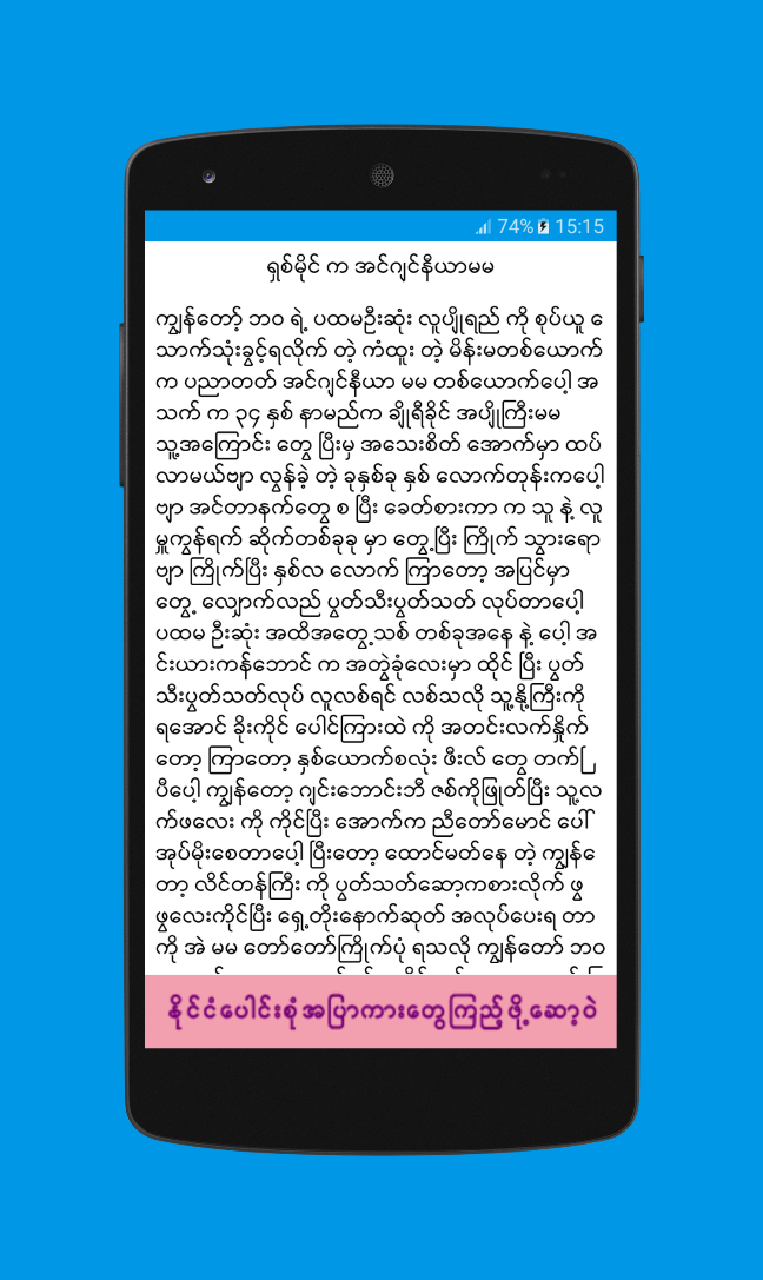 74% 15:15
ရှစ်မိုင် က အင်ဂျင်နီယာမမ
ကျွန်တော့် ဘဝ ရဲ့ ပထမဦးဆုံး လူပျိုရည် ကို စုပ်ယူ ေ
သာက်သုံးခွင့်ရလိုက် တဲ့ ကံထူး တဲ့ မိန်းမတစ်ယောက်
က ပညာတတ် အင်ဂျင်နီယာ မမ တစ်ယောက်ပေါ့ အ
သက် က ၃၄ နှစ် နာမည်က ချိုရီခိုင် အပျိုကြီးမမ
သူ့အကြောင်း တွေ ပြီးမှ အသေးစိတ် အောက်မှာ ထပ်
လာမယ်ဗျာ လွန်ခဲ့ တဲ့ ခုနှစ်ခု နှစ် လောက်တုန်းကပေါ့
ဗျာ အင်တာနက်တွေ စ ပြီး ခေတ်စားကာ က သူ နဲ့ လူ
မှူကွန်ရက် ဆိုက်တစ်ခုခု မှာ တွေ့ပြီး ကြိုက် သွားရော
ဗျာ ကြိုက်ပြီး နှစ်လ လောက် ကြာတော့ အပြင်မှာ
တွေ့ လျှောက်လည် ပွတ်သီးပွတ်သတ် လုပ်တာပေါ့
ပထမ ဦးဆုံး အထိအတွေ့သစ် တစ်ခုအနေ နဲ့ ပေါ့ အ
င်းယားကန်ဘောင် က အတွဲခုံလေးမှာ ထိုင် ပြီး ပွတ်
သီးပွတ်သတ်လုပ် လူလစ်ရင် လစ်သလို သူ့နို့ကြီးကို
ရအောင် ခိုးကိုင် ပေါင်ကြားထဲ ကို အတင်းလက်နှိုက်
တော့ ကြာတော့ နှစ်ယောက်စလုံး ဖီးလ် တွေ တက်ြ
ပီပေါ့ ကျွန်တော့ ဂျင်းဘောင်းဘီ ဇစ်ကိုဖြုတ်ပြီး သူ့လ
က်ဖလေး ကို ကိုင်ပြီး အောက်က ညီတော်မောင် ပေါ်
အုပ်မိုးစေတာပေါ့ ပြီးတော့ ထောင်မတ်နေ တဲ့ ကျွန်ေ
တာ့ လိင်တန်ကြီး ကို ပွတ်သတ်ဆော့ကစားလိုက် ဖွ
ဖွလေးကိုင်ပြီး ရှေ့တိုးနောက်ဆုတ် အလုပ်ပေးရ တာ
ကို အဲ မမ တော်တော်ကြိုက်ပုံ ရသလို ကျွန်တော် ဘဝ
နိုင်ငံပေါင်းစုံအပြာကားတွေကြည့်ဖို့ဆော့ဝဲ